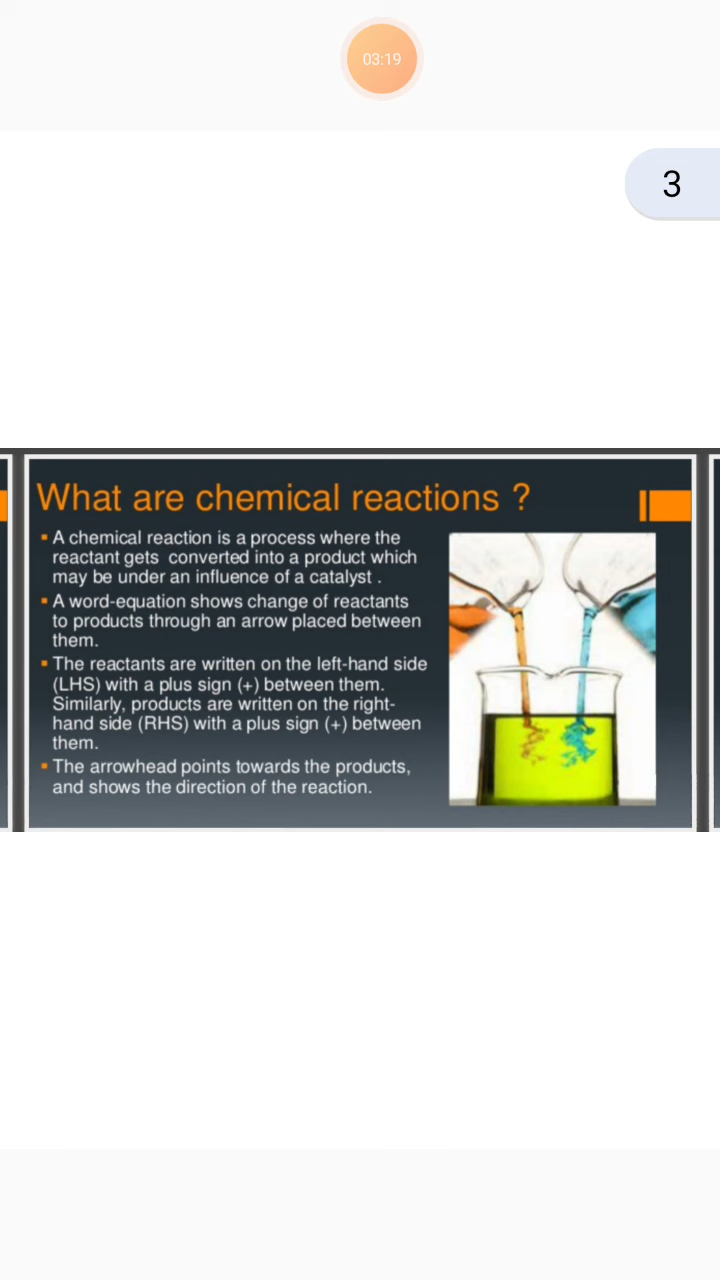 03:19
3
What are chemical reactions ?
▪ A chemical reaction is a process where the
reactant gets converted into a product which
may be under an influence of a catalyst .
▪ A word-equation shows change of reactants
to products through an arrow placed between
them.
▪ The reactants are written on the left-hand side
(LHS) with a plus sign (+) between them.
Similarly, products are written on the right-
hand side (RHS) with a plus sign (+) between
them.
▪ The arrowhead points towards the products,
and shows the direction of the reaction.